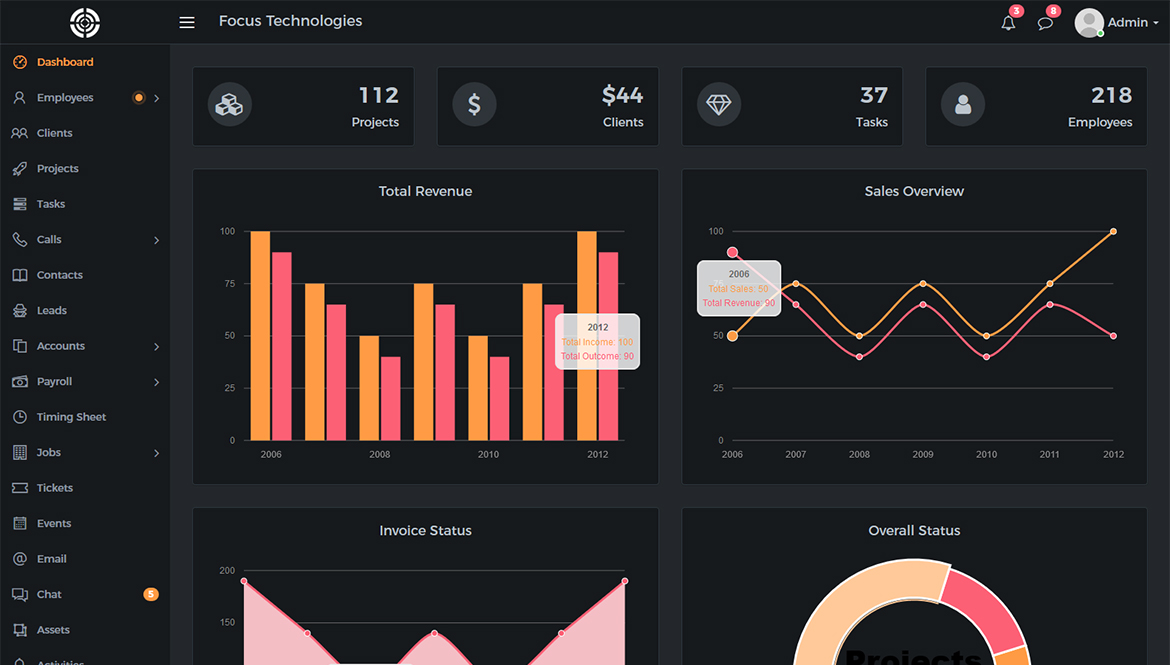 Focus Technologies
3
8
Admin
Dashboard
Employees
Clients
Projects
Tasks
Calls
Contacts
Leads
Accounts
Payroll
Timing Sheet
Jobs
Tickets
Events
Email
Chat
5
Assets
Activities
112
Projects
$44
Clients
37
Tasks
218
Employees
Total Revenue
100
75
50
25
0
2006
2008
2010
2012
2012
Total Income: 100
Total Outcome: 90
Sales Overview
100
50
25
0
2006
2007
2008
2009
2010
2011
2012
2006
Total Sales: 50
Total Revenue: 90
Invoice Status
200
150
Overall Status
Projects